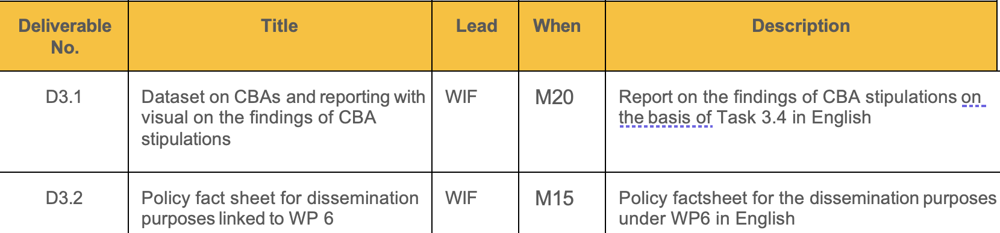 Deliverable No. Title Lead When Description
D3.1 Dataset on CBAs and reporting with visual on the findings of CBA stipulations WIF M20 Report on the findings of CBA stipulations on the basis of Task 3.4 in English
D3.2 Policy fact sheet for dissemination purposes linked to WP 6 WIF M15 Policy factsheet for the dissemination purposes under WP6 in English